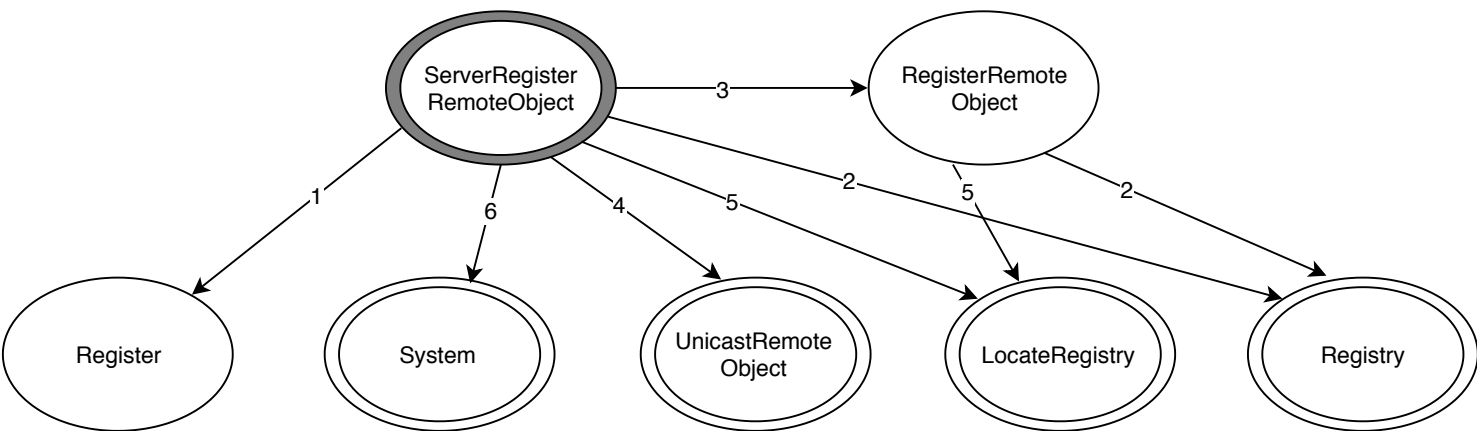 ServerRegister
RemoteObject
RegisterRemote
Object
3
1
6
4
5
2
5
2
Register
System
UnicastRemote
Object
LocateRegistry
Registry